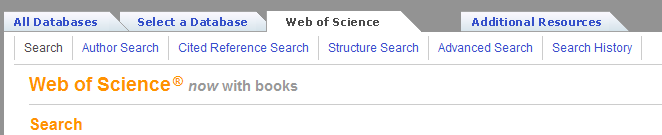 All Databases Select a Database Web of Science Additional Resources
Search Author Search Cited Reference Search Structure Search Advanced Search Search History
Web of Science® now with books
Search